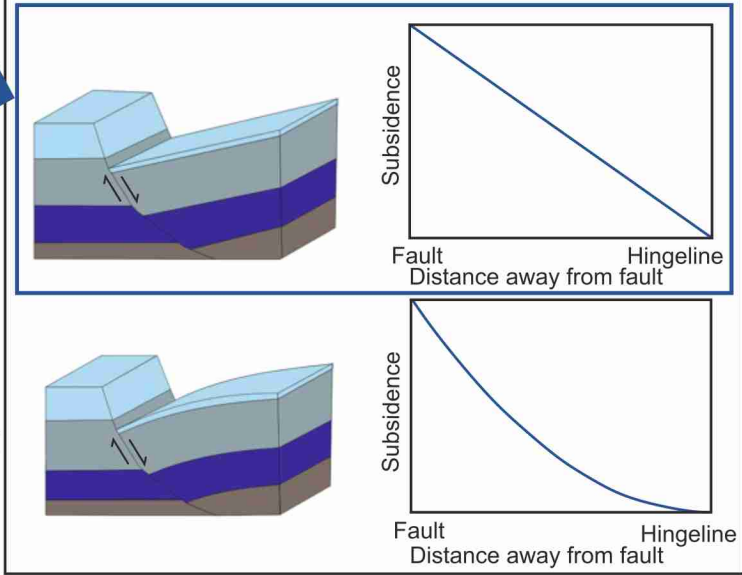 Subsidence
Fault Hingeline
Distance away from fault
Subsidence
Fault Hingeline
Distance away from fault